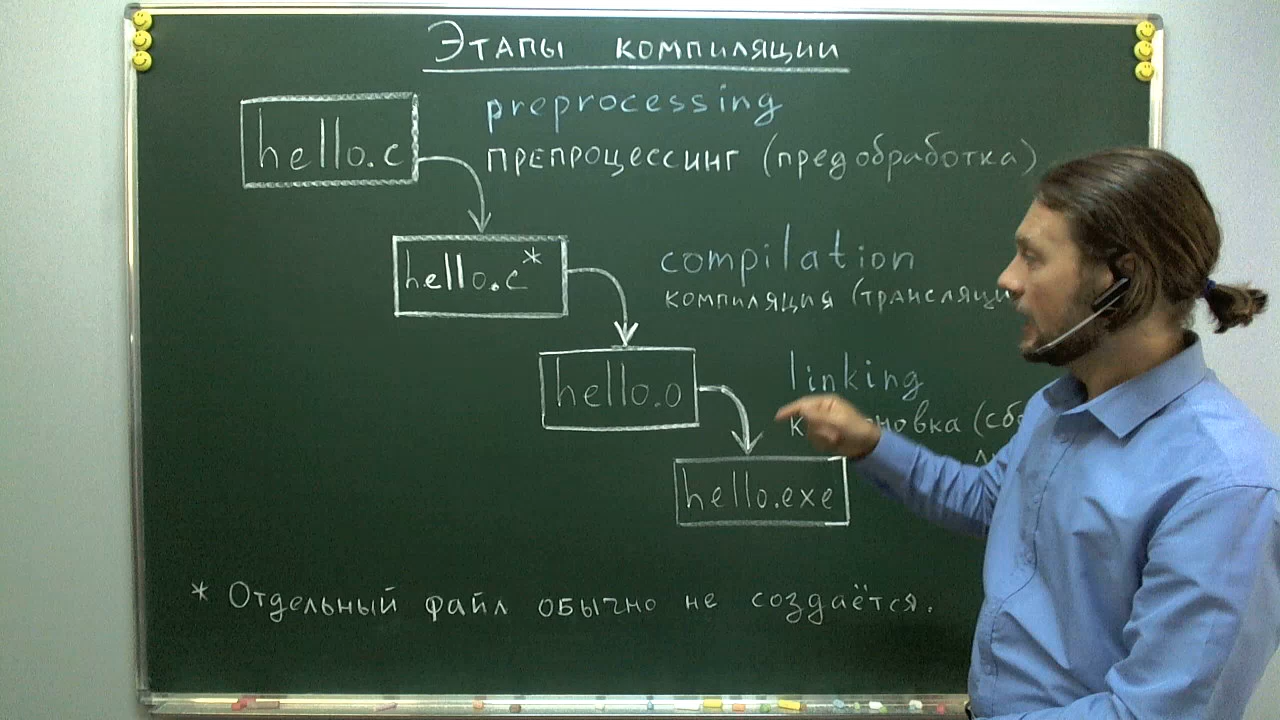 Этапы компиляции
hello.c
preprocessing
препроцессинг (предобработка)
hello.c*
compilation
компиляция
hello.o
linking
hello.exe
* Отдельный файл обычно не создаётся.